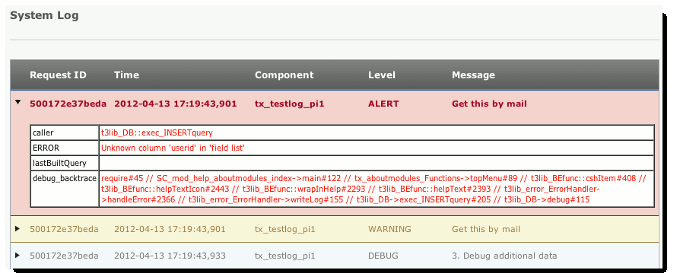 System Log
Request ID Time Component Level Message
500172e37beda 2012-04-13 17:19:43,901 tx_testlog_pi1 ALERT Get this by mail
caller t3lib_DB::exec_INSERTquery
ERROR Unknown column 'userid' in 'field list'
lastBuiltQuery
debug_backtrace require#45 // SC_mod_help_aboutmodules_index->main#122 // tx_aboutmodules_Functions->topMenu#89 // t3lib_BEfunc::cshItem#408 //
t3lib_BEfunc::helpTextIcon#2443 // t3lib_BEfunc::wrapInHelp#2293 // t3lib_BEfunc::helpText#2393 // t3lib_error_ErrorHandler-
>handleError#2366 // t3lib_error_ErrorHandler->writeLog#155 // t3lib_DB->exec_INSERTquery#205 // t3lib_DB->debug#115
500172e37beda 2012-04-13 17:19:43,901 tx_testlog_pi1 WARNING Get this by mail
500172e37beda 2012-04-13 17:19:43,933 tx_testlog_pi1 DEBUG 3. Debug additional data